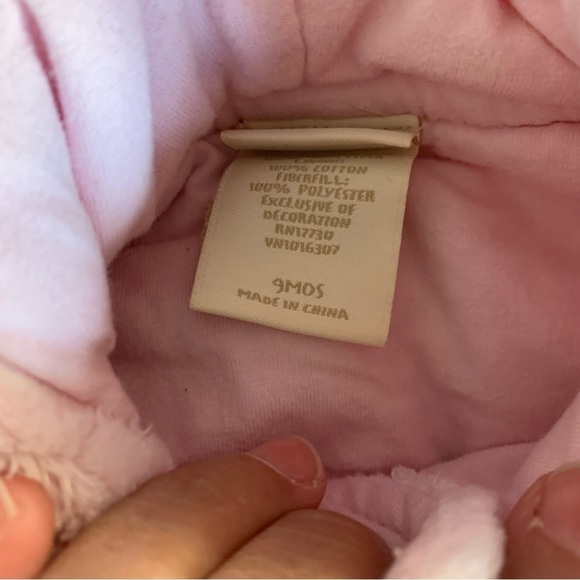 100% COTTON
FIBERFILL:
100% POLYESTER
EXCLUSIVE OF
DECORATION
RN17730
VN1016307
9MOS
MADE IN CHINA